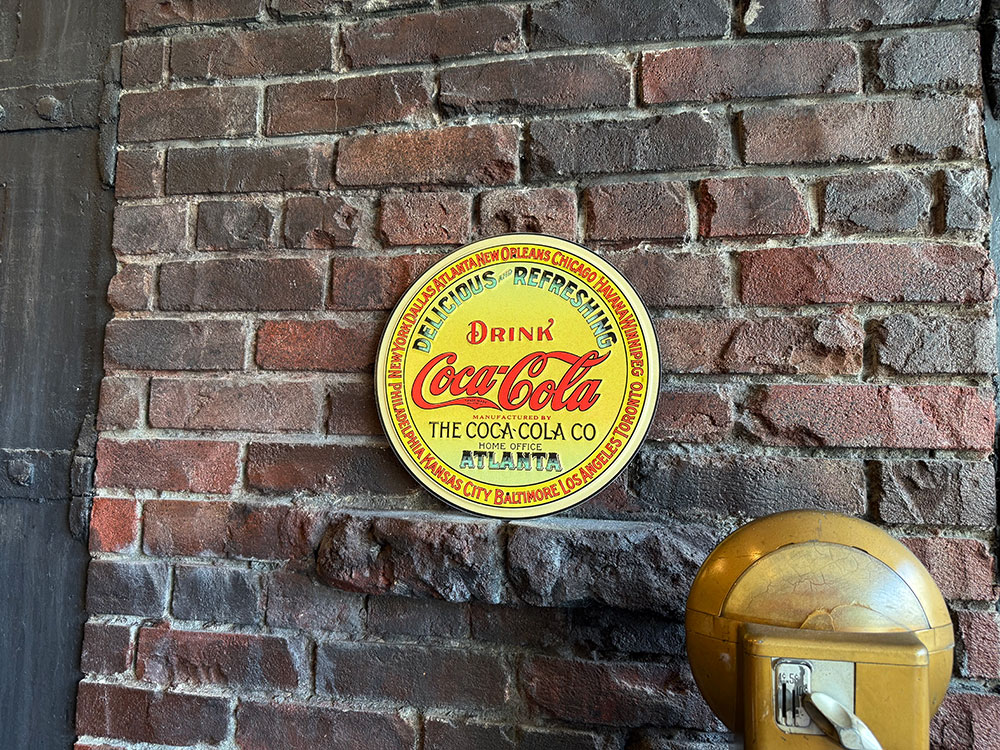 NEW YORK DALLAS ATLANTA NEW ORLEANS CHICAGO HAVANA WINNIPEG TORONTO LOS ANGELES BALTIMORE KANSAS CITY PHILADELPHIA
DELICIOUS AND REFRESHING
DRINK
Coca-Cola
MANUFACTURED BY
THE COCA-COLA CO
HOME OFFICE
ATLANTA